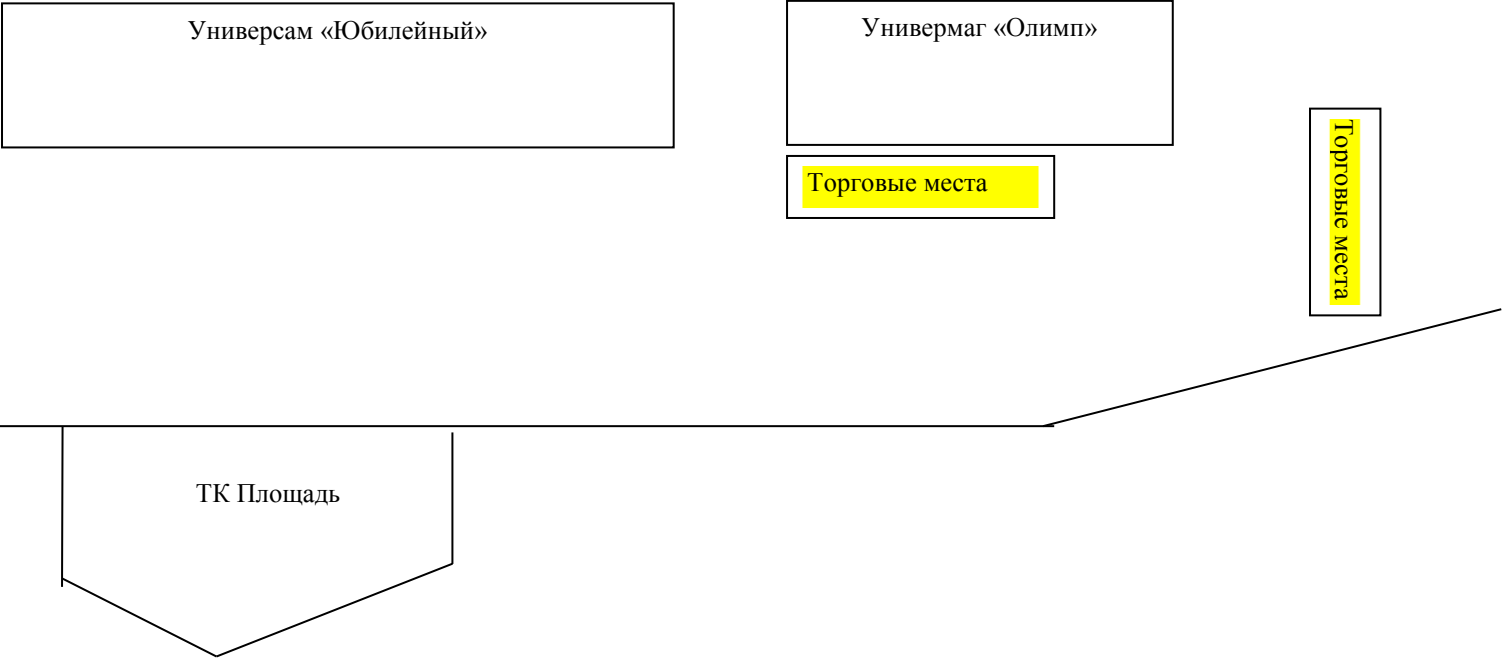 Универсам «Юбилейный»
Универмаг «Олимп»
Торговые места
Торговые места
ТК Площадь